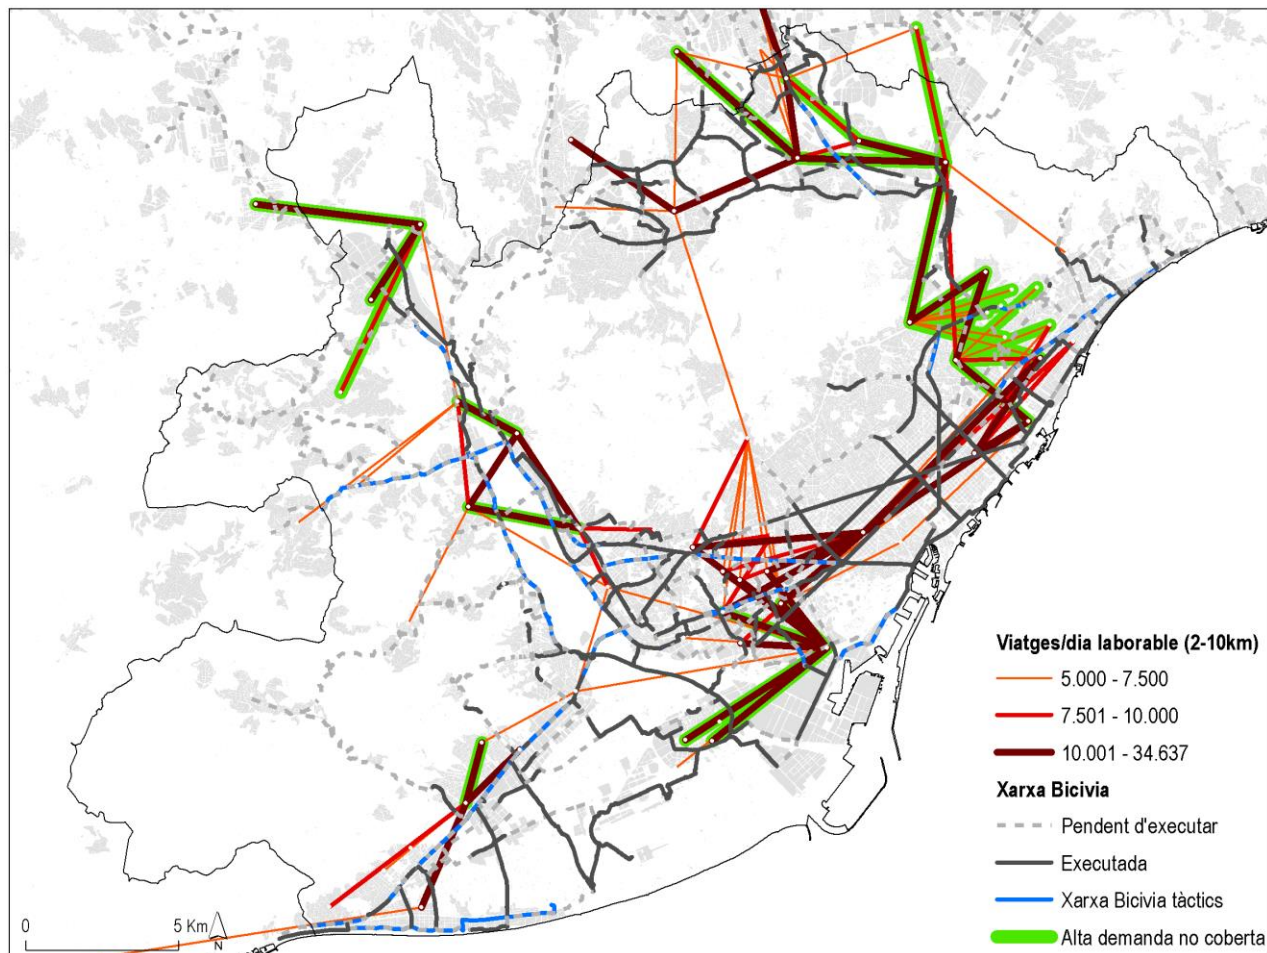 Viatges/dia laborable (2-10km)
5.000 - 7.500
7.501 - 10.000
10.001 - 34.637
Xarxa Bicivia
Pendent d'executar
Executada
Xarxa Bicivia tàctics
Alta demanda no coberta
0 5 Km
N